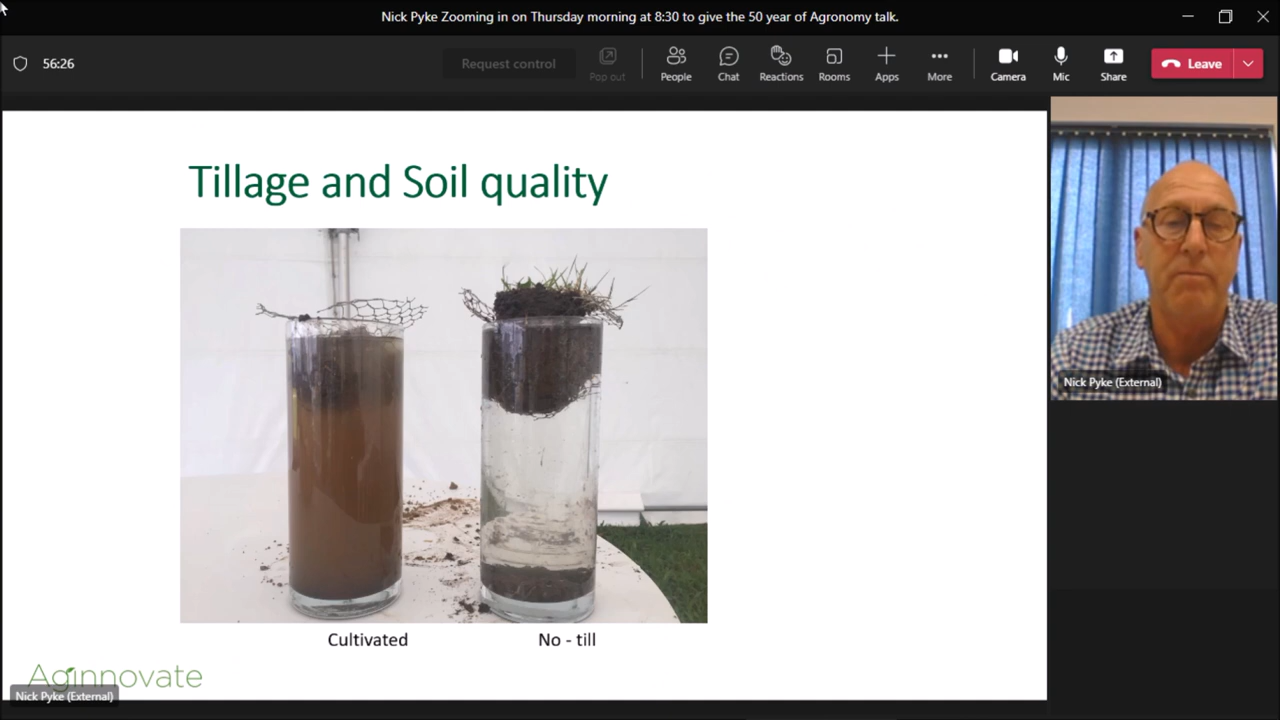 Nick Pyke Zooming in on Thursday morning at 8:30 to give the 50 year of Agronomy talk.
56:26
Request control
Pop out
People
Chat
Reactions
Rooms
Apps
More
Camera
Mic
Share
Leave
Tillage and Soil quality
Nick Pyke (External)
Cultivated
No - till
Aginnovate
Nick Pyke (External)